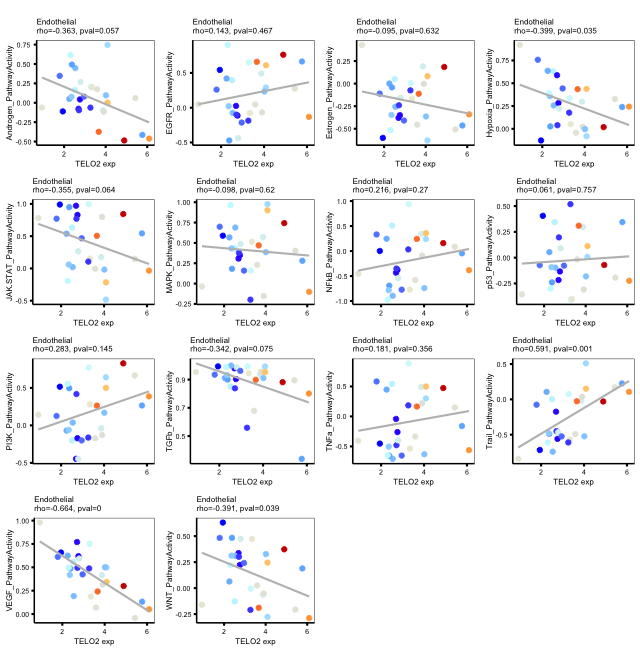 Endothelial
rho=-0.363, pval=0.057
Androgen_PathwayActivity
0.75
0.50
0.25
0.00
-0.25
-0.50
2
4
6
TELO2 exp
Endothelial
rho=0.143, pval=0.467
EGFR_PathwayActivity
0.5
0.0
-0.5
2
4
6
TELO2 exp
Endothelial
rho=-0.095, pval=0.632
Estrogen_PathwayActivity
0.50
0.25
0.00
-0.25
-0.50
2
4
6
TELO2 exp
Endothelial
rho=-0.399, pval=0.035
Hypoxia_PathwayActivity
0.75
0.50
0.25
0.00
2
4
6
TELO2 exp
Endothelial
rho=-0.355, pval=0.064
JAK.STAT_PathwayActivity
1.0
0.5
0.0
-0.5
2
4
6
TELO2 exp
Endothelial
rho=-0.098, pval=0.62
MAPK_PathwayActivity
1.00
0.75
0.50
0.25
0.00
-0.25
2
4
6
TELO2 exp
Endothelial
rho=0.216, pval=0.27
NFkB_PathwayActivity
1.0
0.5
0.0
-0.5
-1.0
2
4
6
TELO2 exp
Endothelial
rho=0.061, pval=0.757
p53_PathwayActivity
0.50
0.25
0.00
-0.25
2
4
6
TELO2 exp
Endothelial
rho=0.283, pval=0.145
PI3K_PathwayActivity
0.5
0.0
-0.5
2
4
6
TELO2 exp
Endothelial
rho=-0.342, pval=0.075
TGFb_PathwayActivity
0.9
0.7
0.5
2
4
6
TELO2 exp
Endothelial
rho=0.181, pval=0.356
TNFa_PathwayActivity
0.5
0.0
-0.5
2
4
6
TELO2 exp
Endothelial
rho=0.591, pval=0.001
Trail_PathwayActivity
0.5
0.0
-0.5
2
4
6
TELO2 exp
Endothelial
rho=-0.664, pval=0
VEGF_PathwayActivity
1.00
0.75
0.50
0.25
0.00
2
4
6
TELO2 exp
Endothelial
rho=-0.391, pval=0.039
WNT_PathwayActivity
0.50
0.25
0.00
-0.25
2
4
6
TELO2 exp